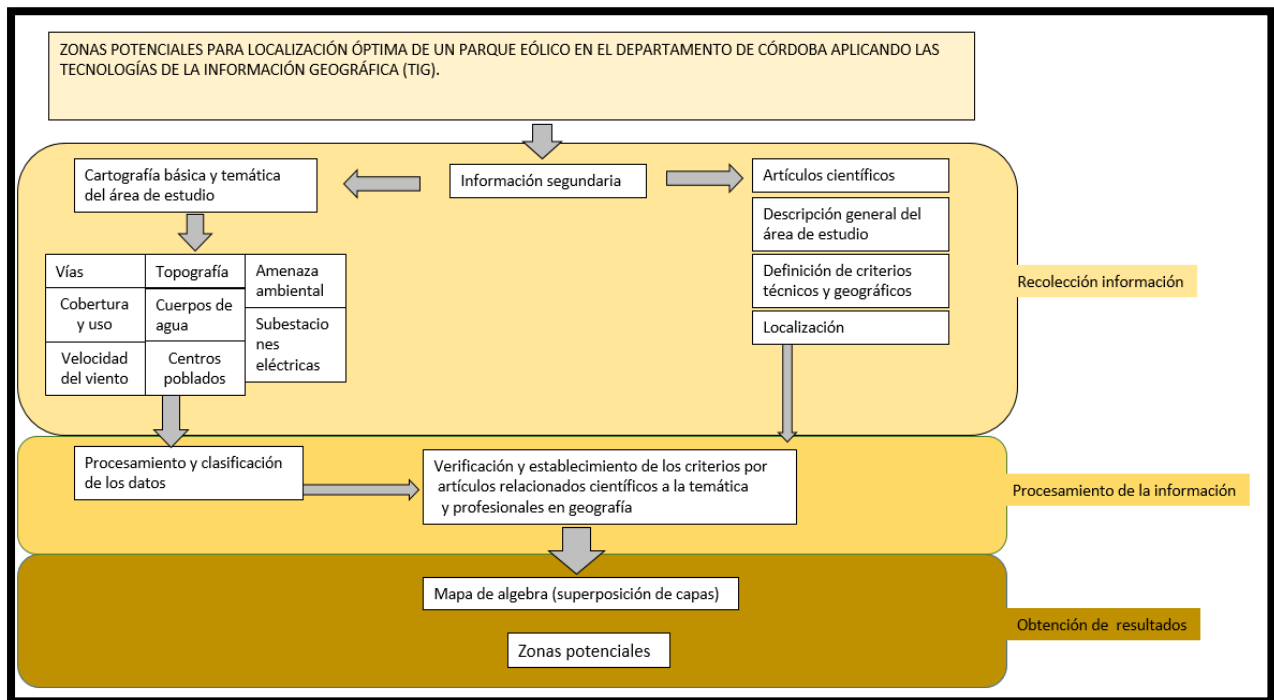 ZONAS POTENCIALES PARA LOCALIZACIÓN ÓPTIMA DE UN PARQUE EÓLICO EN EL DEPARTAMENTO DE CÓRDOBA APLICANDO LAS
TECNOLOGÍAS DE LA INFORMACIÓN GEOGRÁFICA (TIG).
Cartografía básica y temática
del área de estudio
Información segundaria
Artículos científicos
Descripción general del
área de estudio
Definición de criterios
técnicos y geográficos
Localización
Vías
Topografía
Amenaza
ambiental
Cobertura
y uso
Cuerpos de
agua
Subestacio
nes
eléctricas
Velocidad
del viento
Centros
poblados
Recolección información
Procesamiento y clasificación
de los datos
Verificación y establecimiento de los criterios por
artículos relacionados científicos a la temática
y profesionales en geografía
Procesamiento de la información
Mapa de algebra (superposición de capas)
Zonas potenciales
Obtención de resultados